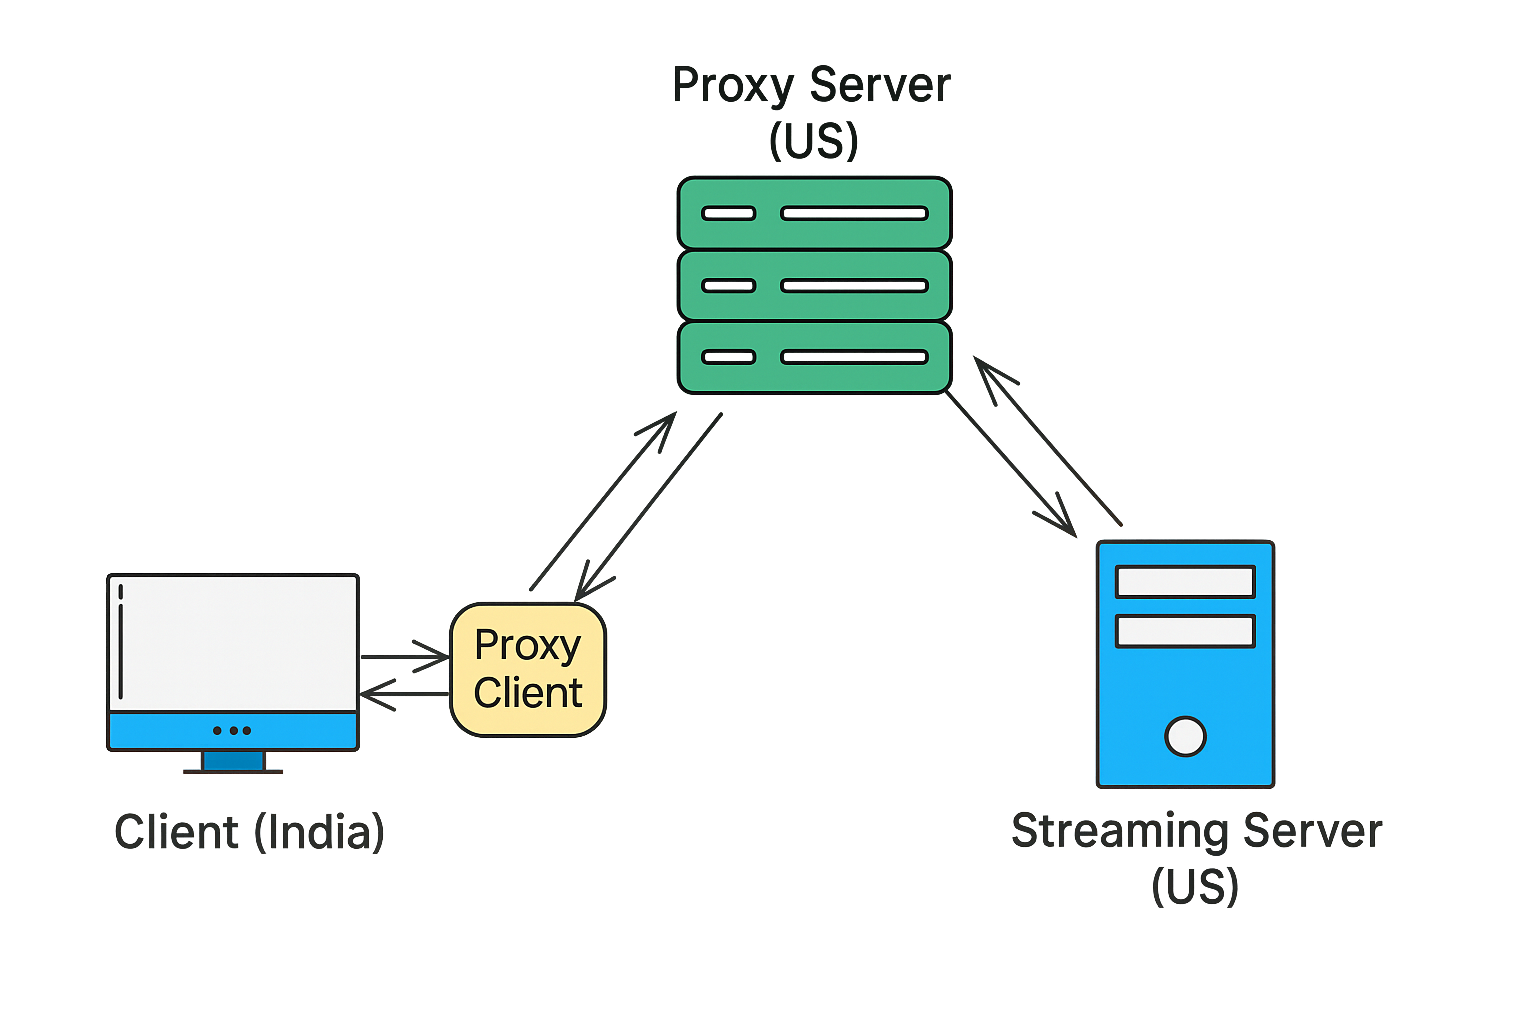 Proxy Server
(US)
Proxy
Client
Client (India)
Streaming Server
(US)